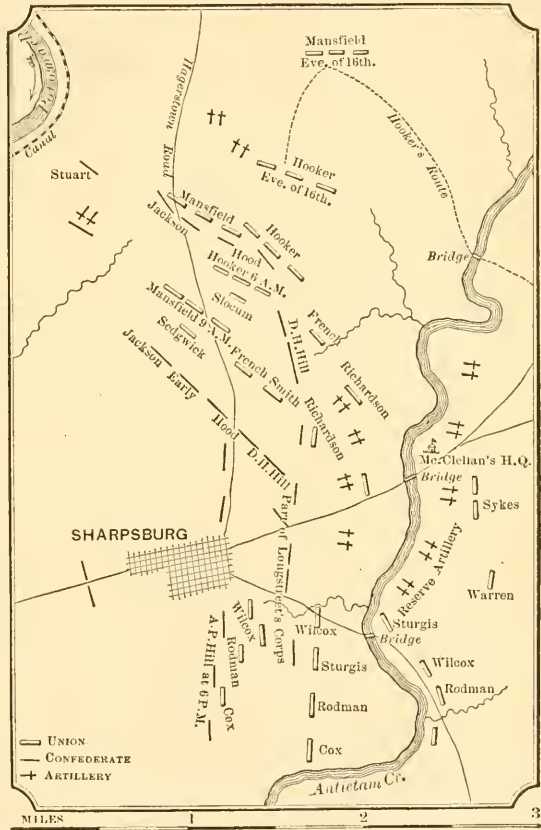 Potomac R.
Canal
Mansfield
Eve. of 16th.
Hagerstown Road
Hooker's Route
Hooker
Eve. of 16th.
Stuart
Mansfield
Jackson
Hooker
Hood
Hooker 6 A.M.
Bridge
Slocum
Mansfield 9 A.M.
Sedgwick
French
D.H.Hill
French
Smith
Richardson
Richardson
Jackson
Early
Hood
D.H.Hill
Mc.Clellan's H.Q.
Bridge
Sykes
Part of Longstreet's Corps
SHARPSBURG
Reserve Artillery
Warren
Wilcox
Wilcox
Sturgis
Bridge
Rodman
Sturgis
Wilcox
A.P.Hill at 6 P.M.
Cox
Rodman
Rodman
Cox
Antietam Cr.
UNION
CONFEDERATE
ARTILLERY
MILES 1 2 3